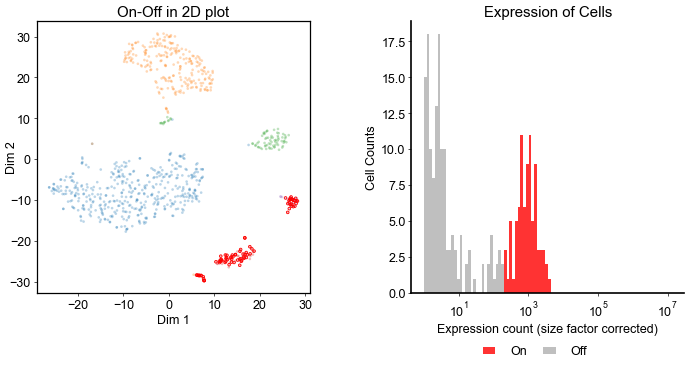 On-Off in 2D plot
Dim 2
30
20
10
0
−10
−20
−30
−20 −10 0 10 20 30
Dim 1
Expression of Cells
Cell Counts
17.5
15.0
12.5
10.0
7.5
5.0
2.5
0.0
10^1 10^3 10^5 10^7
Expression count (size factor corrected)
On Off